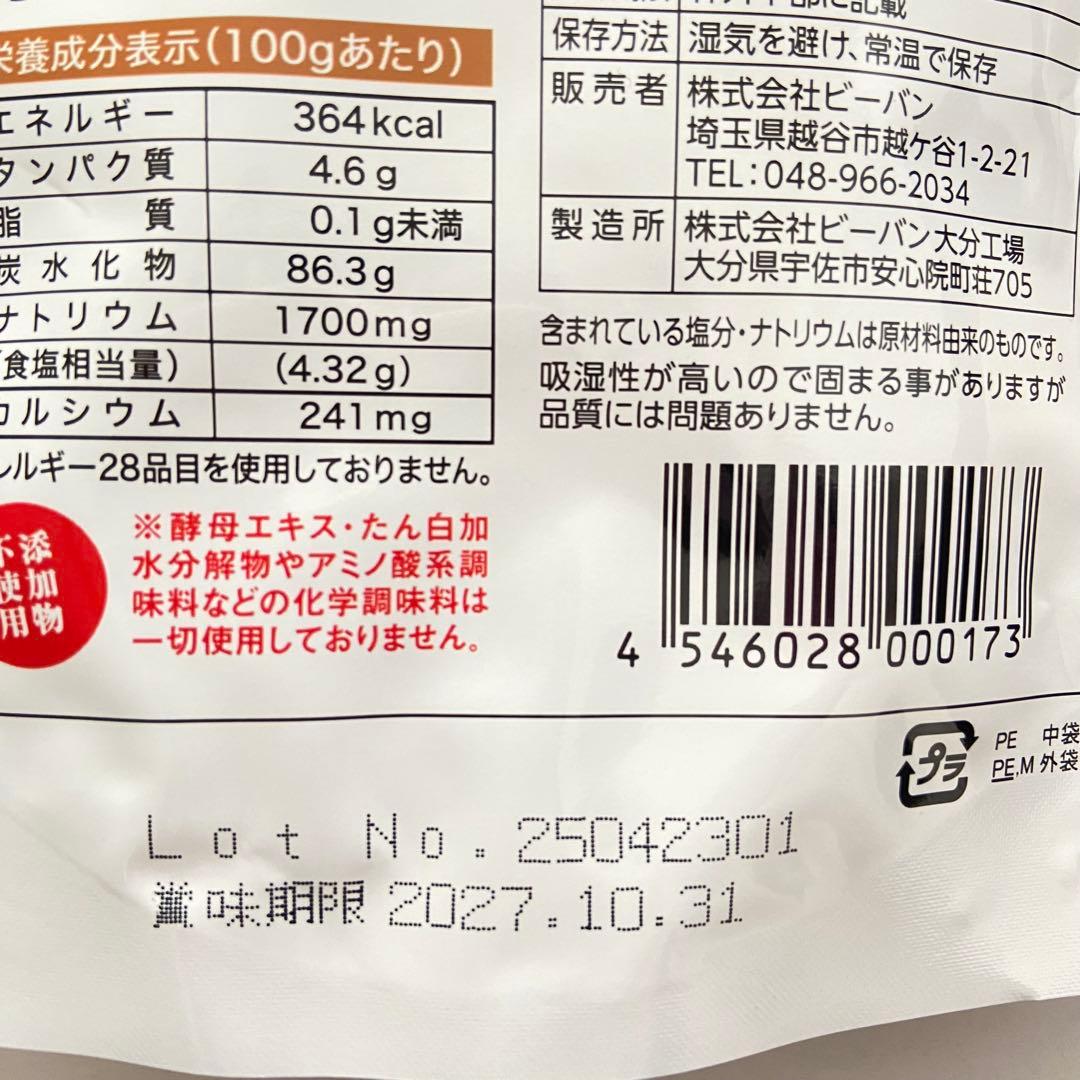 栄養成分表示(100gあたり)
エネルギー 364kcal
タンパク質 4.6g
脂質 0.1g未満
炭水化物 86.3g
ナトリウム 1700mg
(食塩相当量) (4.32g)
カルシウム 241mg
レルギー28品目を使用しておりません。
不添
使加
用物
※酵母エキス・たん白加
水分解物やアミノ酸系調
味料などの化学調味料は
一切使用しておりません。
保存方法 湿気を避け、常温で保存
販売者 株式会社ビーバン
埼玉県越谷市越ケ谷1-2-21
TEL:048-966-2034
製造所 株式会社ビーバン大分工場
大分県宇佐市安心院町荘705
含まれている塩分・ナトリウムは原材料由来のものです。
吸湿性が高いので固まる事がありますが
品質には問題ありません。
4 546028 000173
プラ
PE 中袋
PE,M 外袋
Lot No. 25042301
賞味期限 2027.10.31